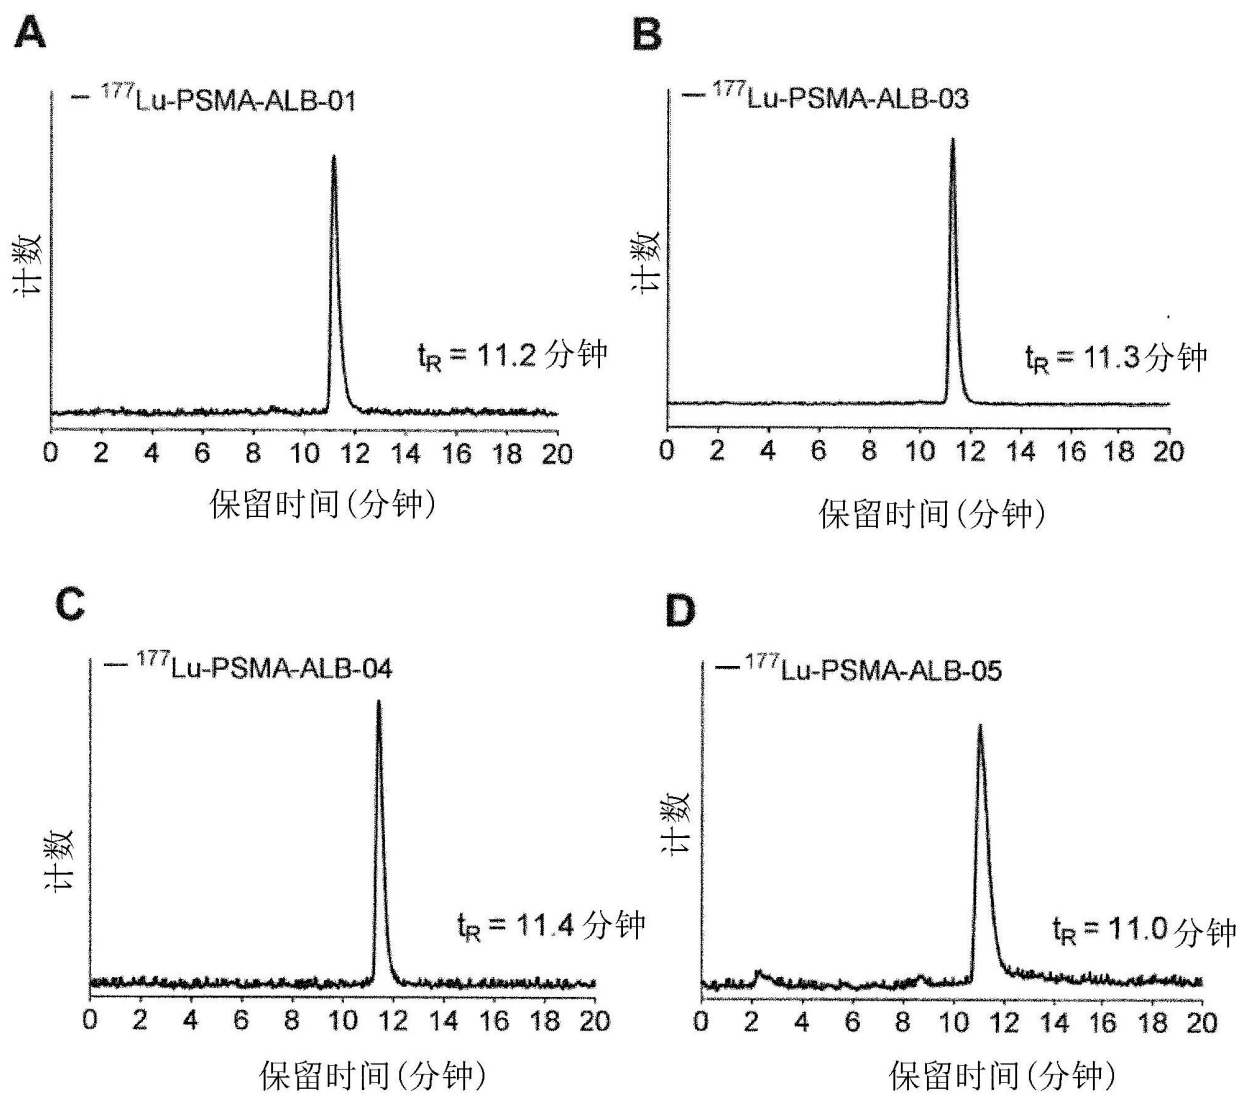 A
— ¹⁷⁷Lu-PSMA-ALB-01
计数
tR = 11.2 分钟
0 2 4 6 8 10 12 14 16 18 20
保留时间(分钟)
B
— ¹⁷⁷Lu-PSMA-ALB-03
计数
tR = 11.3分钟
0 2 4 6 8 10 12 14 16 18 20
保留时间(分钟)
C
— ¹⁷⁷Lu-PSMA-ALB-04
计数
tR = 11.4 分钟
0 2 4 6 8 10 12 14 16 18 20
保留时间(分钟)
D
— ¹⁷⁷Lu-PSMA-ALB-05
计数
tR = 11.0 分钟
0 2 4 6 8 10 12 14 16 18 20
保留时间(分钟)